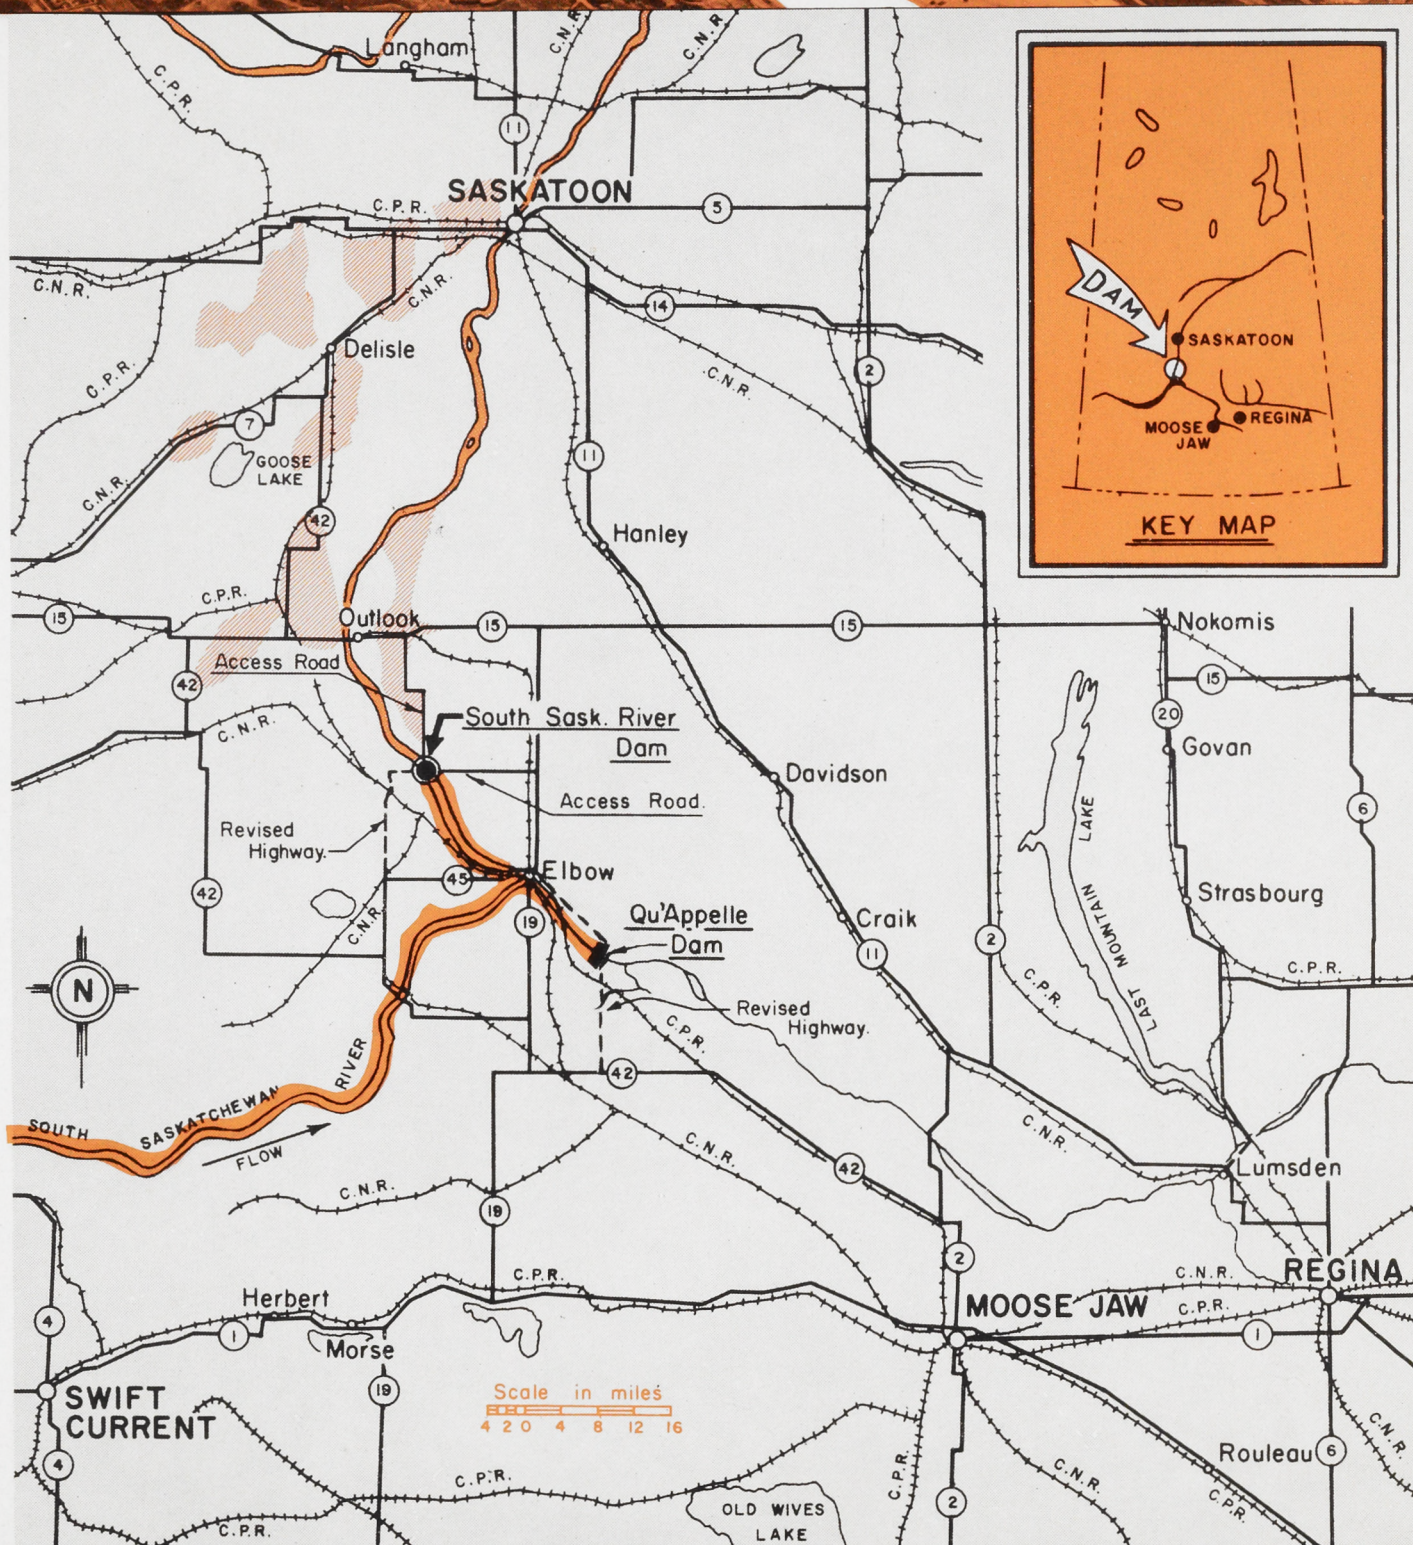 Langham
C.N.R.
C.N.R.
C.P.R.
11
SASKATOON
C.P.R.
5
C.N.R.
C.N.R.
14
Delisle
C.P.R.
C.N.R.
2
7
GOOSE
LAKE
11
C.N.R.
42
Hanley
C.P.R.
15
Outlook
15
15
Nokomis
Access Road
42
15
South Sask. River
Dam
C.N.R.
20
Govan
Davidson
Access Road.
6
Revised
Highway.
LAST MOUNTAIN LAKE
45
Elbow
42
Strasbourg
C.N.R.
19
Qu'Appelle
Dam
Craik
2
11
C.P.R.
C.P.R.
N
Revised
Highway.
C.P.R.
42
SOUTH SASKATCHEWAN RIVER
FLOW
C.N.R.
C.N.R.
42
Lumsden
C.N.R.
19
2
C.P.R.
C.N.R.
REGINA
Herbert
MOOSE JAW
C.P.R.
4
1
Morse
1
19
SWIFT
CURRENT
Scale in miles
4 2 0 4 8 12 16
4
C.P.R.
C.P.R.
C.P.R.
C.N.R.
Rouleau
6
C.N.R.
2
C.P.R.
OLD WIVES
LAKE
DAM
SASKATOON
REGINA
MOOSE
JAW
KEY MAP